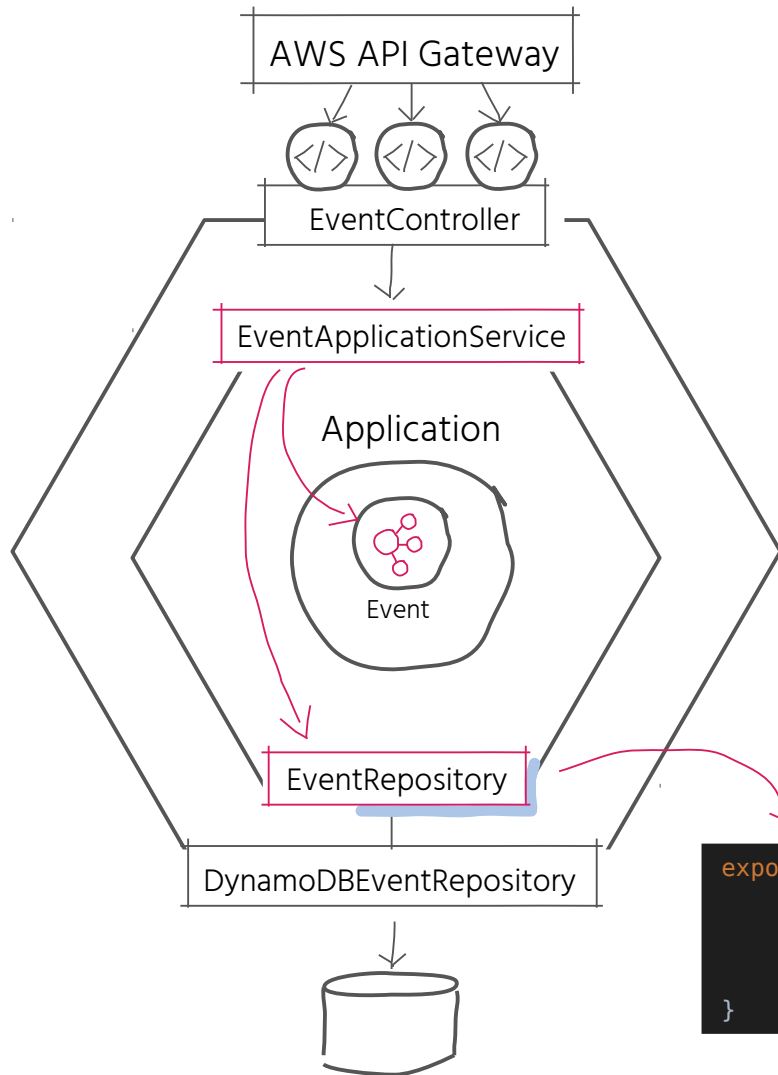 AWS API Gateway
</> </> </>
EventController
EventApplicationService
Application
Event
EventRepository
DynamoDBEventRepository
expo
}